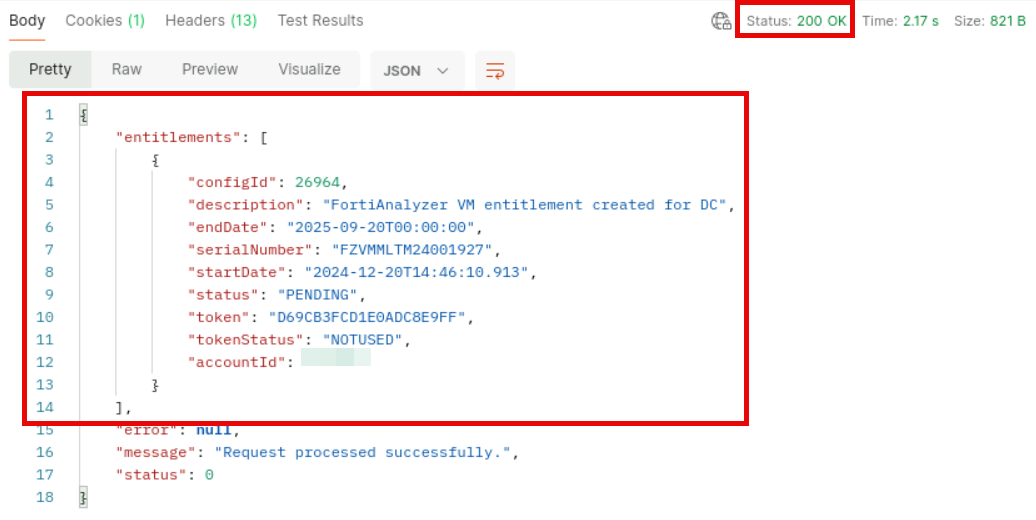 Body Cookies (1) Headers (13) Test Results Status: 200 OK Time: 2.17 s Size: 821 B
Pretty Raw Preview Visualize JSON
1 {
2 "entitlements": [
3 {
4 "configId": 26964,
5 "description": "FortiAnalyzer VM entitlement created for DC",
6 "endDate": "2025-09-20T00:00:00",
7 "serialNumber": "FZVMMLTM24001927",
8 "startDate": "2024-12-20T14:46:10.913",
9 "status": "PENDING",
10 "token": "D69CB3FCD1E0ADC8E9FF",
11 "tokenStatus": "NOTUSED",
12 "accountId":
13 }
14 ],
15 "error": null,
16 "message": "Request processed successfully.",
17 "status": 0
18 }